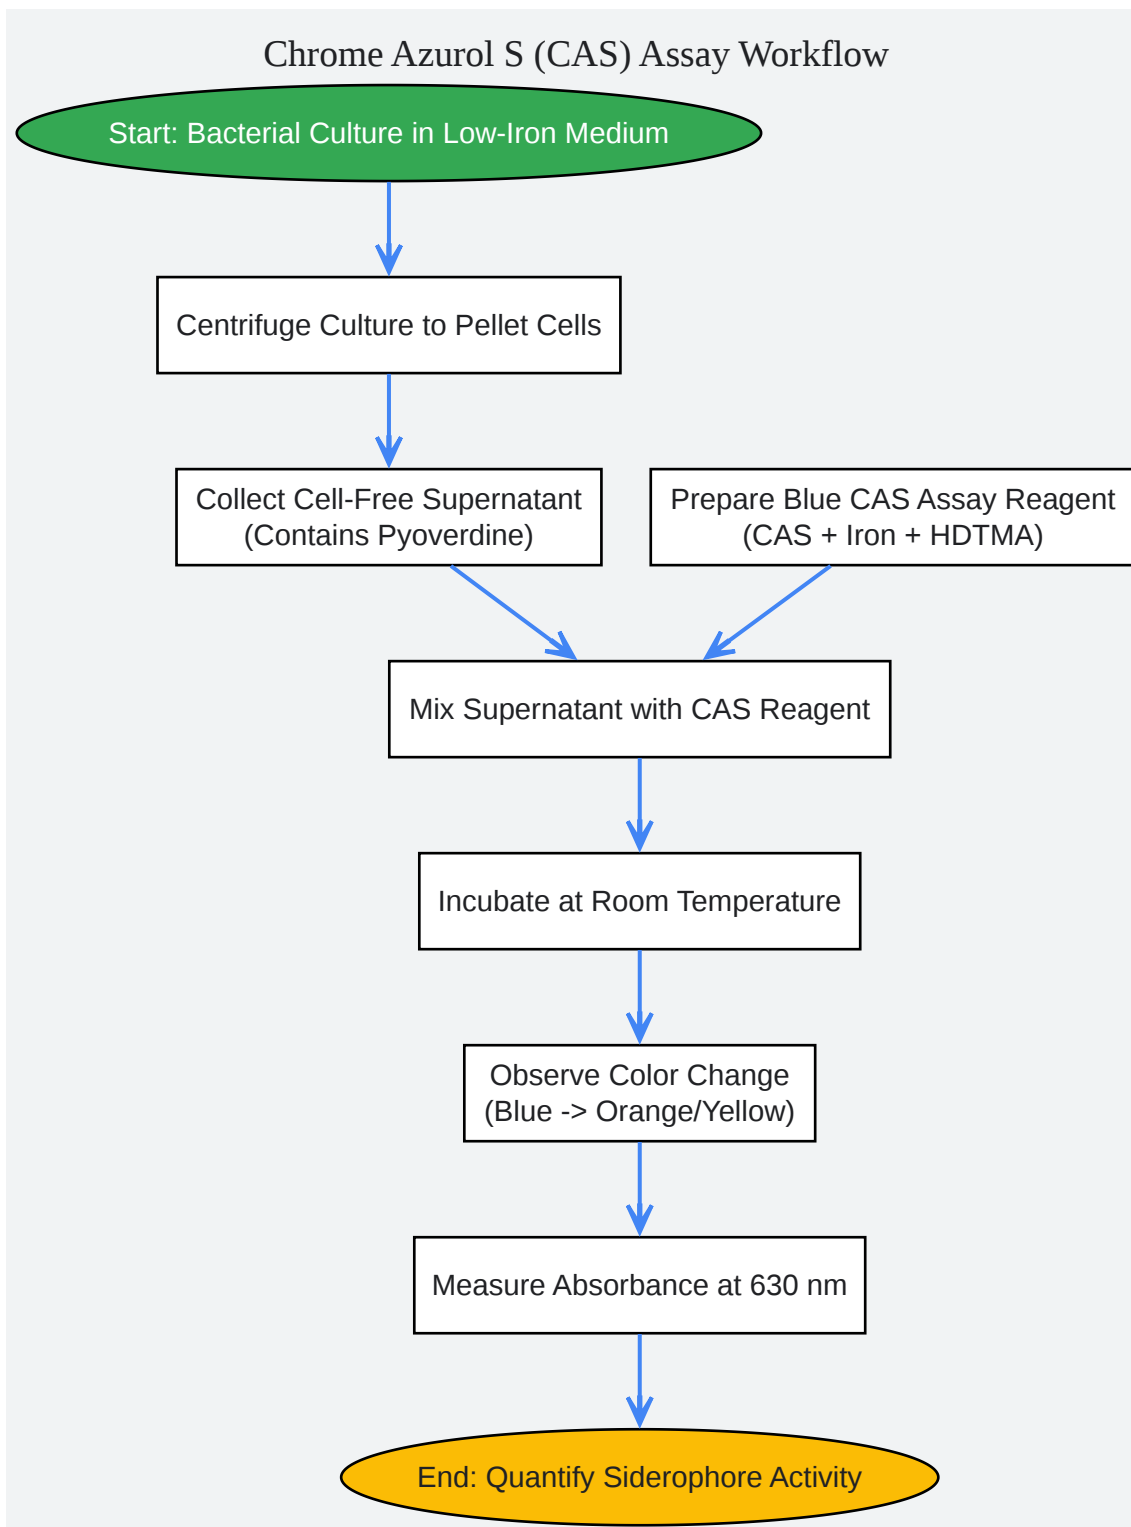 Chrome Azurol S (CAS) Assay Workflow
Start: Bacterial Culture in Low-Iron Medium
Centrifuge Culture to Pellet Cells
Collect Cell-Free Supernatant
(Contains Pyoverdine)
Prepare Blue CAS Assay Reagent
(CAS + Iron + HDTMA)
Mix Supernatant with CAS Reagent
Incubate at Room Temperature
Observe Color Change
(Blue -> Orange/Yellow)
Measure Absorbance at 630 nm
End: Quantify Siderophore Activity